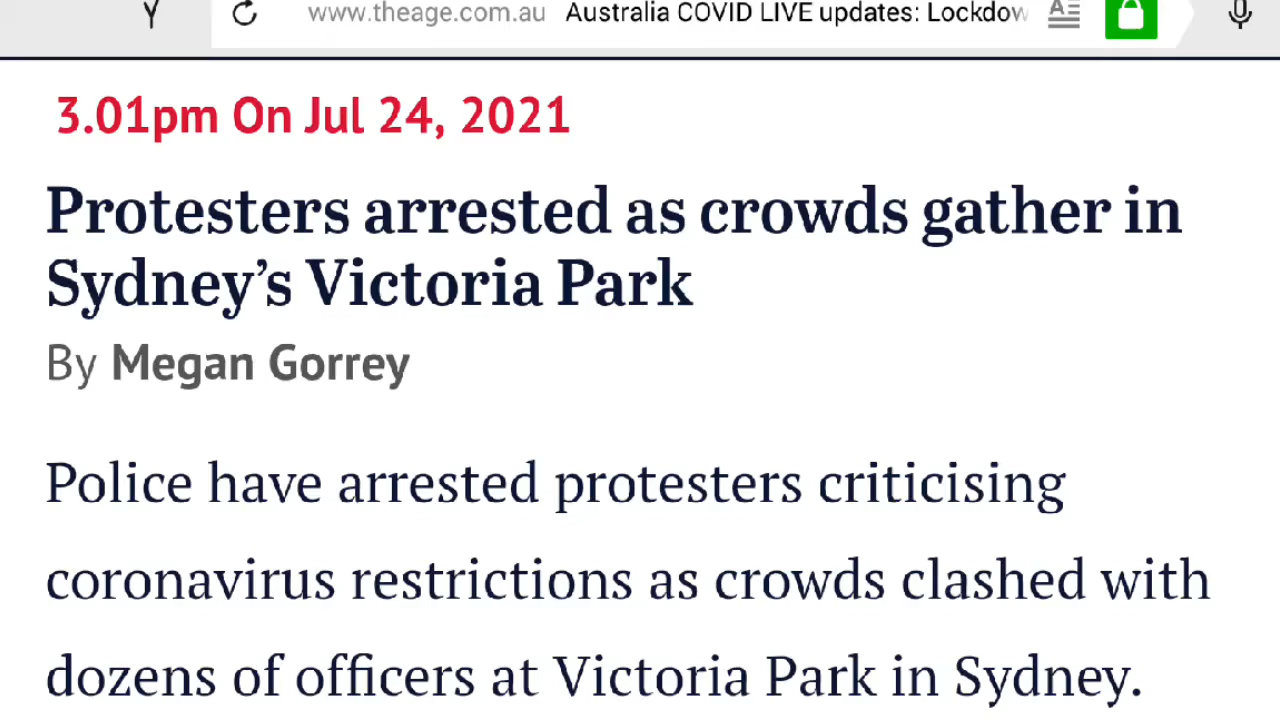 www.theage.com.au Australia COVID LIVE updates: Lockdow
3.01pm On Jul 24, 2021
Protesters arrested as crowds gather in
Sydney’s Victoria Park
By Megan Gorrey
Police have arrested protesters criticising
coronavirus restrictions as crowds clashed with
dozens of officers at Victoria Park in Sydney.